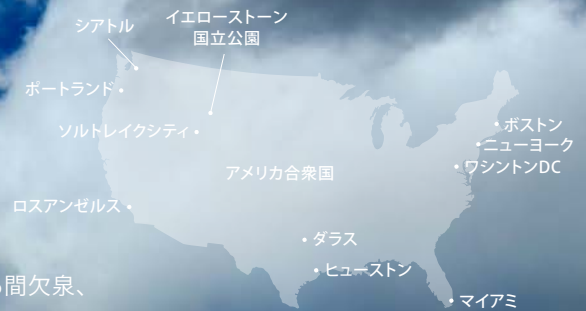 シアトル
イエローストーン
国立公園
ポートランド
ソルトレイクシティ
ボストン
ニューヨーク
ワシントンDC
アメリカ合衆国
ロスアンゼルス
ダラス
ヒューストン
間欠泉、
マイアミ